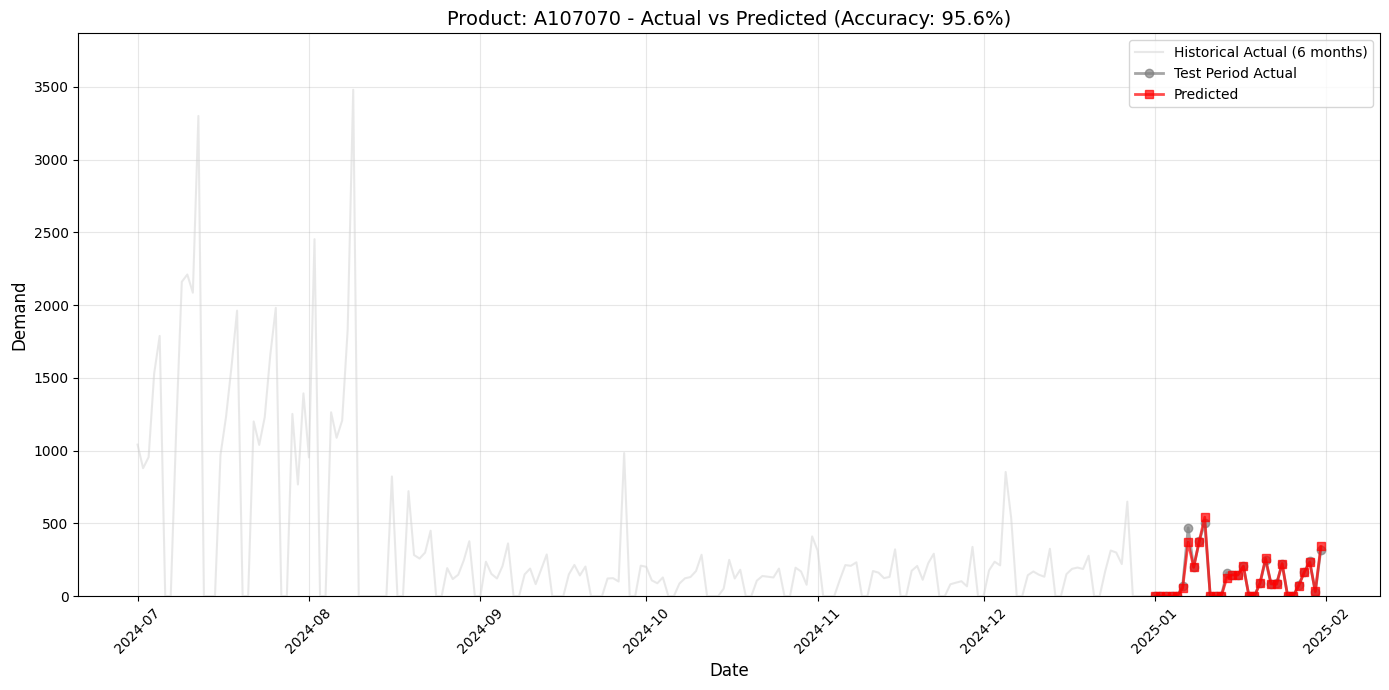 Product: A107070 - Actual vs Predicted (Accuracy: 95.6%)
Historical Actual (6 months)
Test Period Actual
Predicted
Demand
3500
3000
2500
2000
1500
1000
500
0
2024-07
2024-08
2024-09
2024-10
2024-11
2024-12
2025-01
2025-02
Date